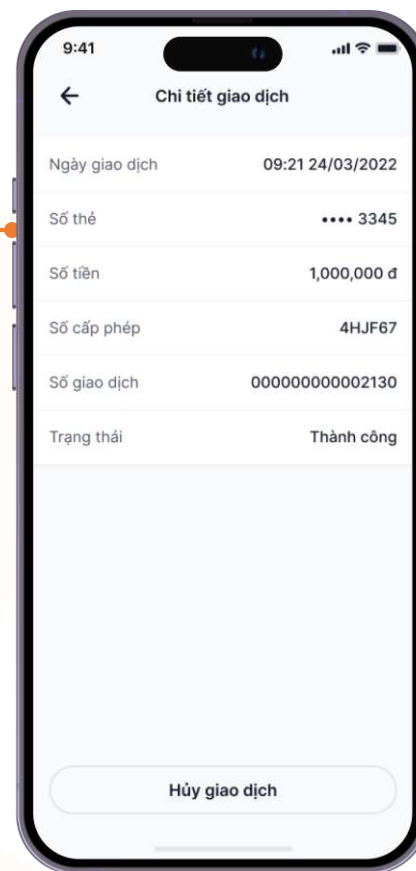 9:41
Chi tiết giao dịch
Ngày giao dịch 09:21 24/03/2022
Số thẻ •••• 3345
Số tiền 1,000,000 đ
Số cấp phép 4HJF67
Số giao dịch 000000000002130
Trạng thái Thành công
Hủy giao dịch